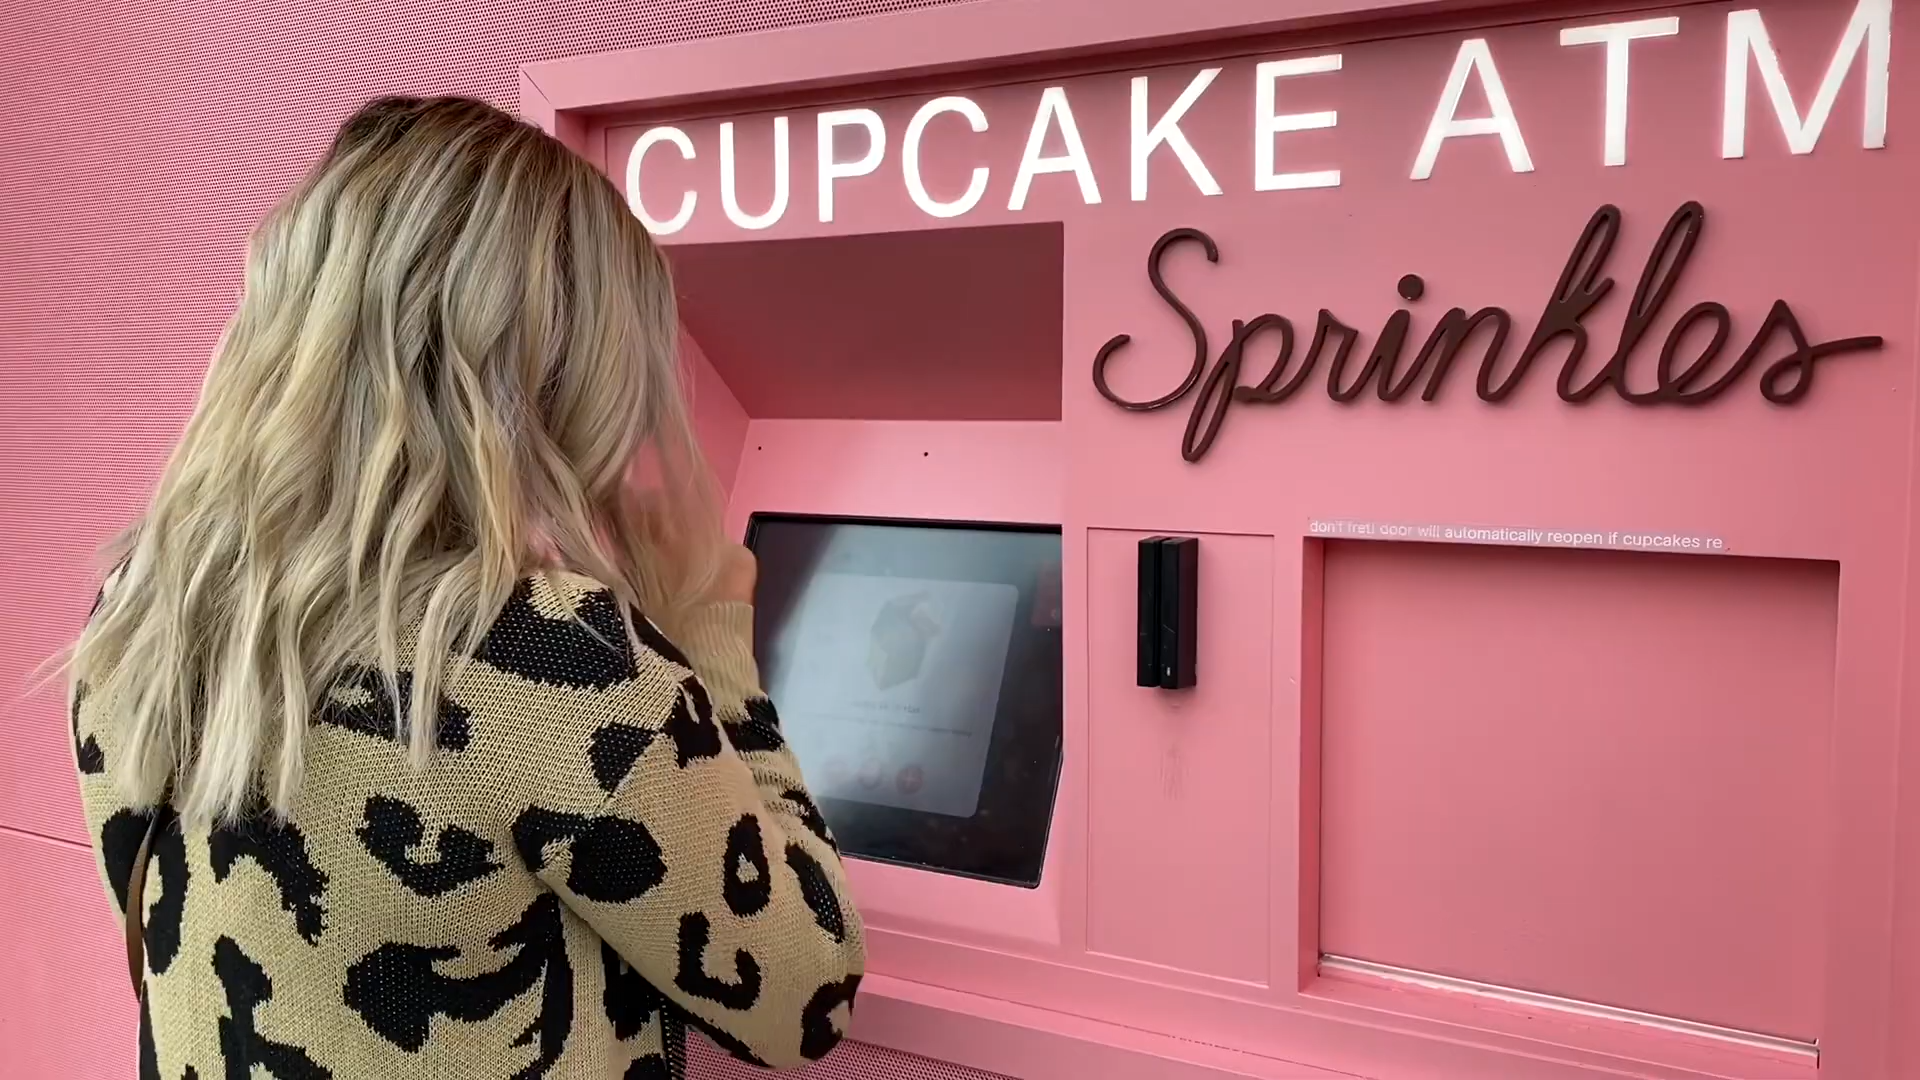 CUPCAKE ATM
Sprinkles
don't fret! door will automatically reopen if cupcakes re